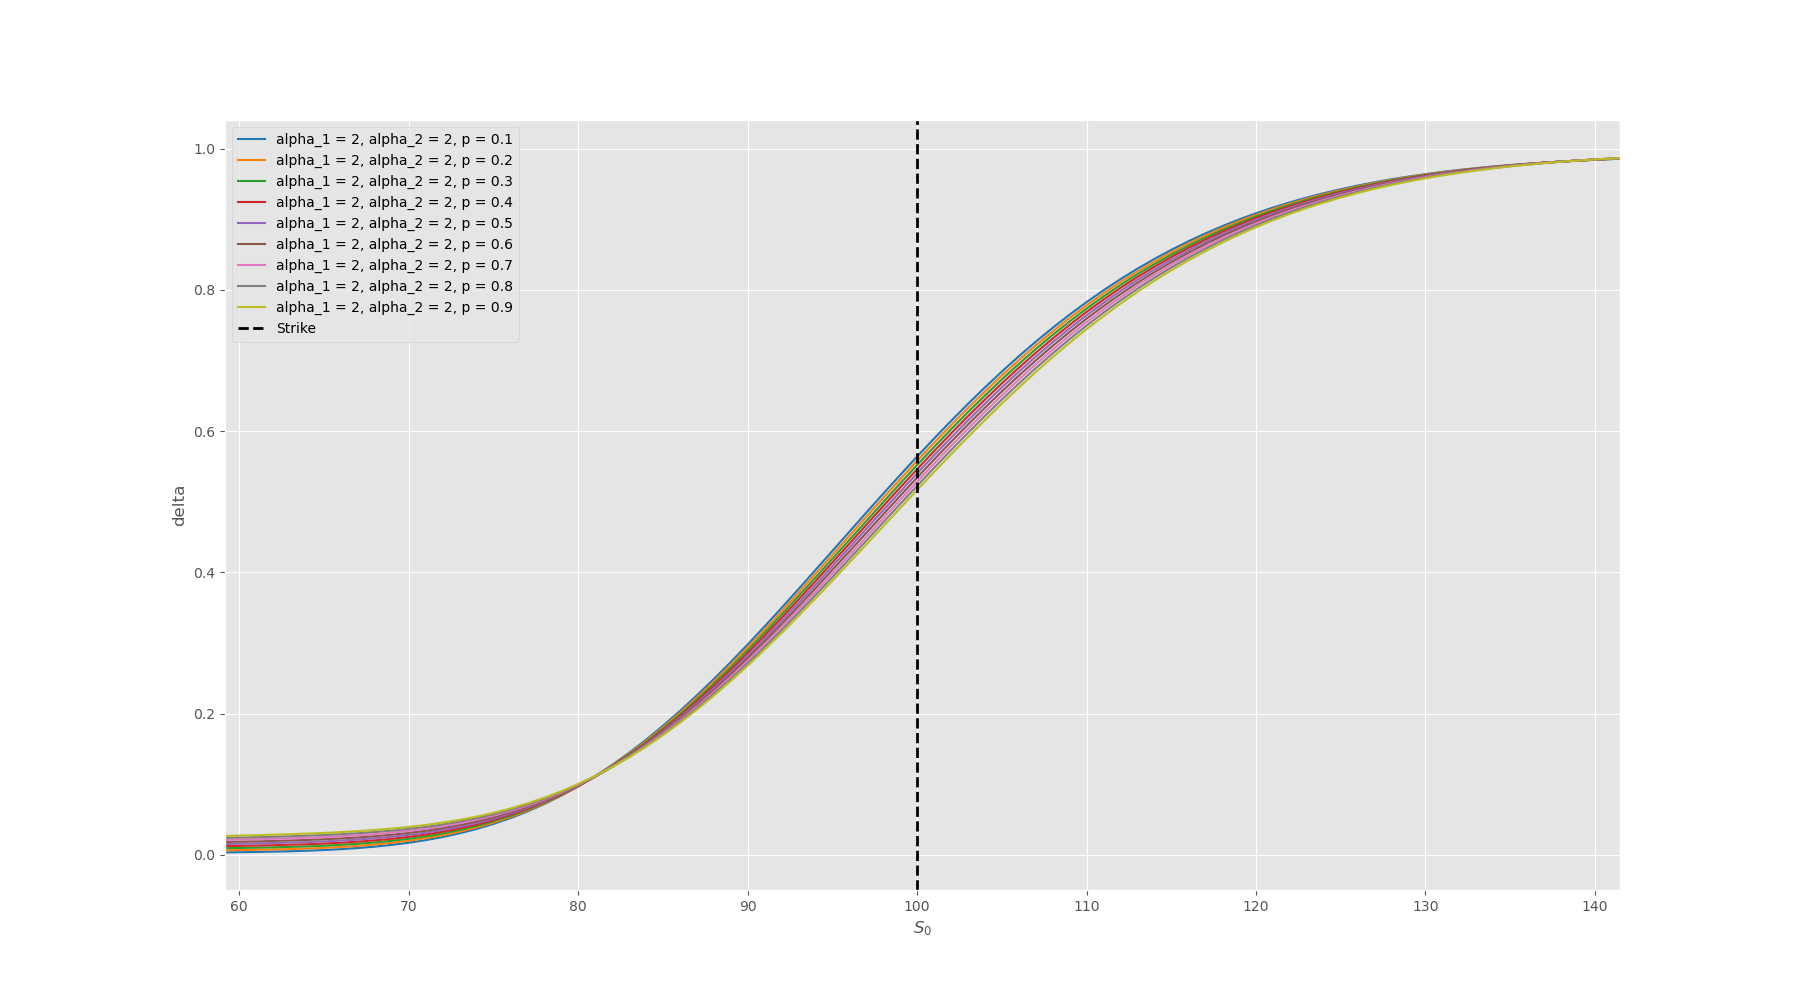 alpha_1 = 2, alpha_2 = 2, p = 0.1
alpha_1 = 2, alpha_2 = 2, p = 0.2
alpha_1 = 2, alpha_2 = 2, p = 0.3
alpha_1 = 2, alpha_2 = 2, p = 0.4
alpha_1 = 2, alpha_2 = 2, p = 0.5
alpha_1 = 2, alpha_2 = 2, p = 0.6
alpha_1 = 2, alpha_2 = 2, p = 0.7
alpha_1 = 2, alpha_2 = 2, p = 0.8
alpha_1 = 2, alpha_2 = 2, p = 0.9
Strike
1.0
0.8
0.6
0.4
0.2
0.0
delta
60 70 80 90 100 110 120 130 140
S_0